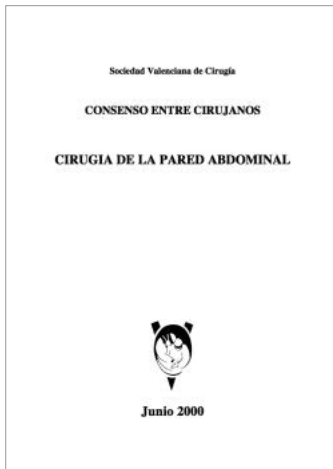 Sociedad Valenciana de Cirugía
CONSENSO ENTRE CIRUJANOS
CIRUGIA DE LA PARED ABDOMINAL
Junio 2000